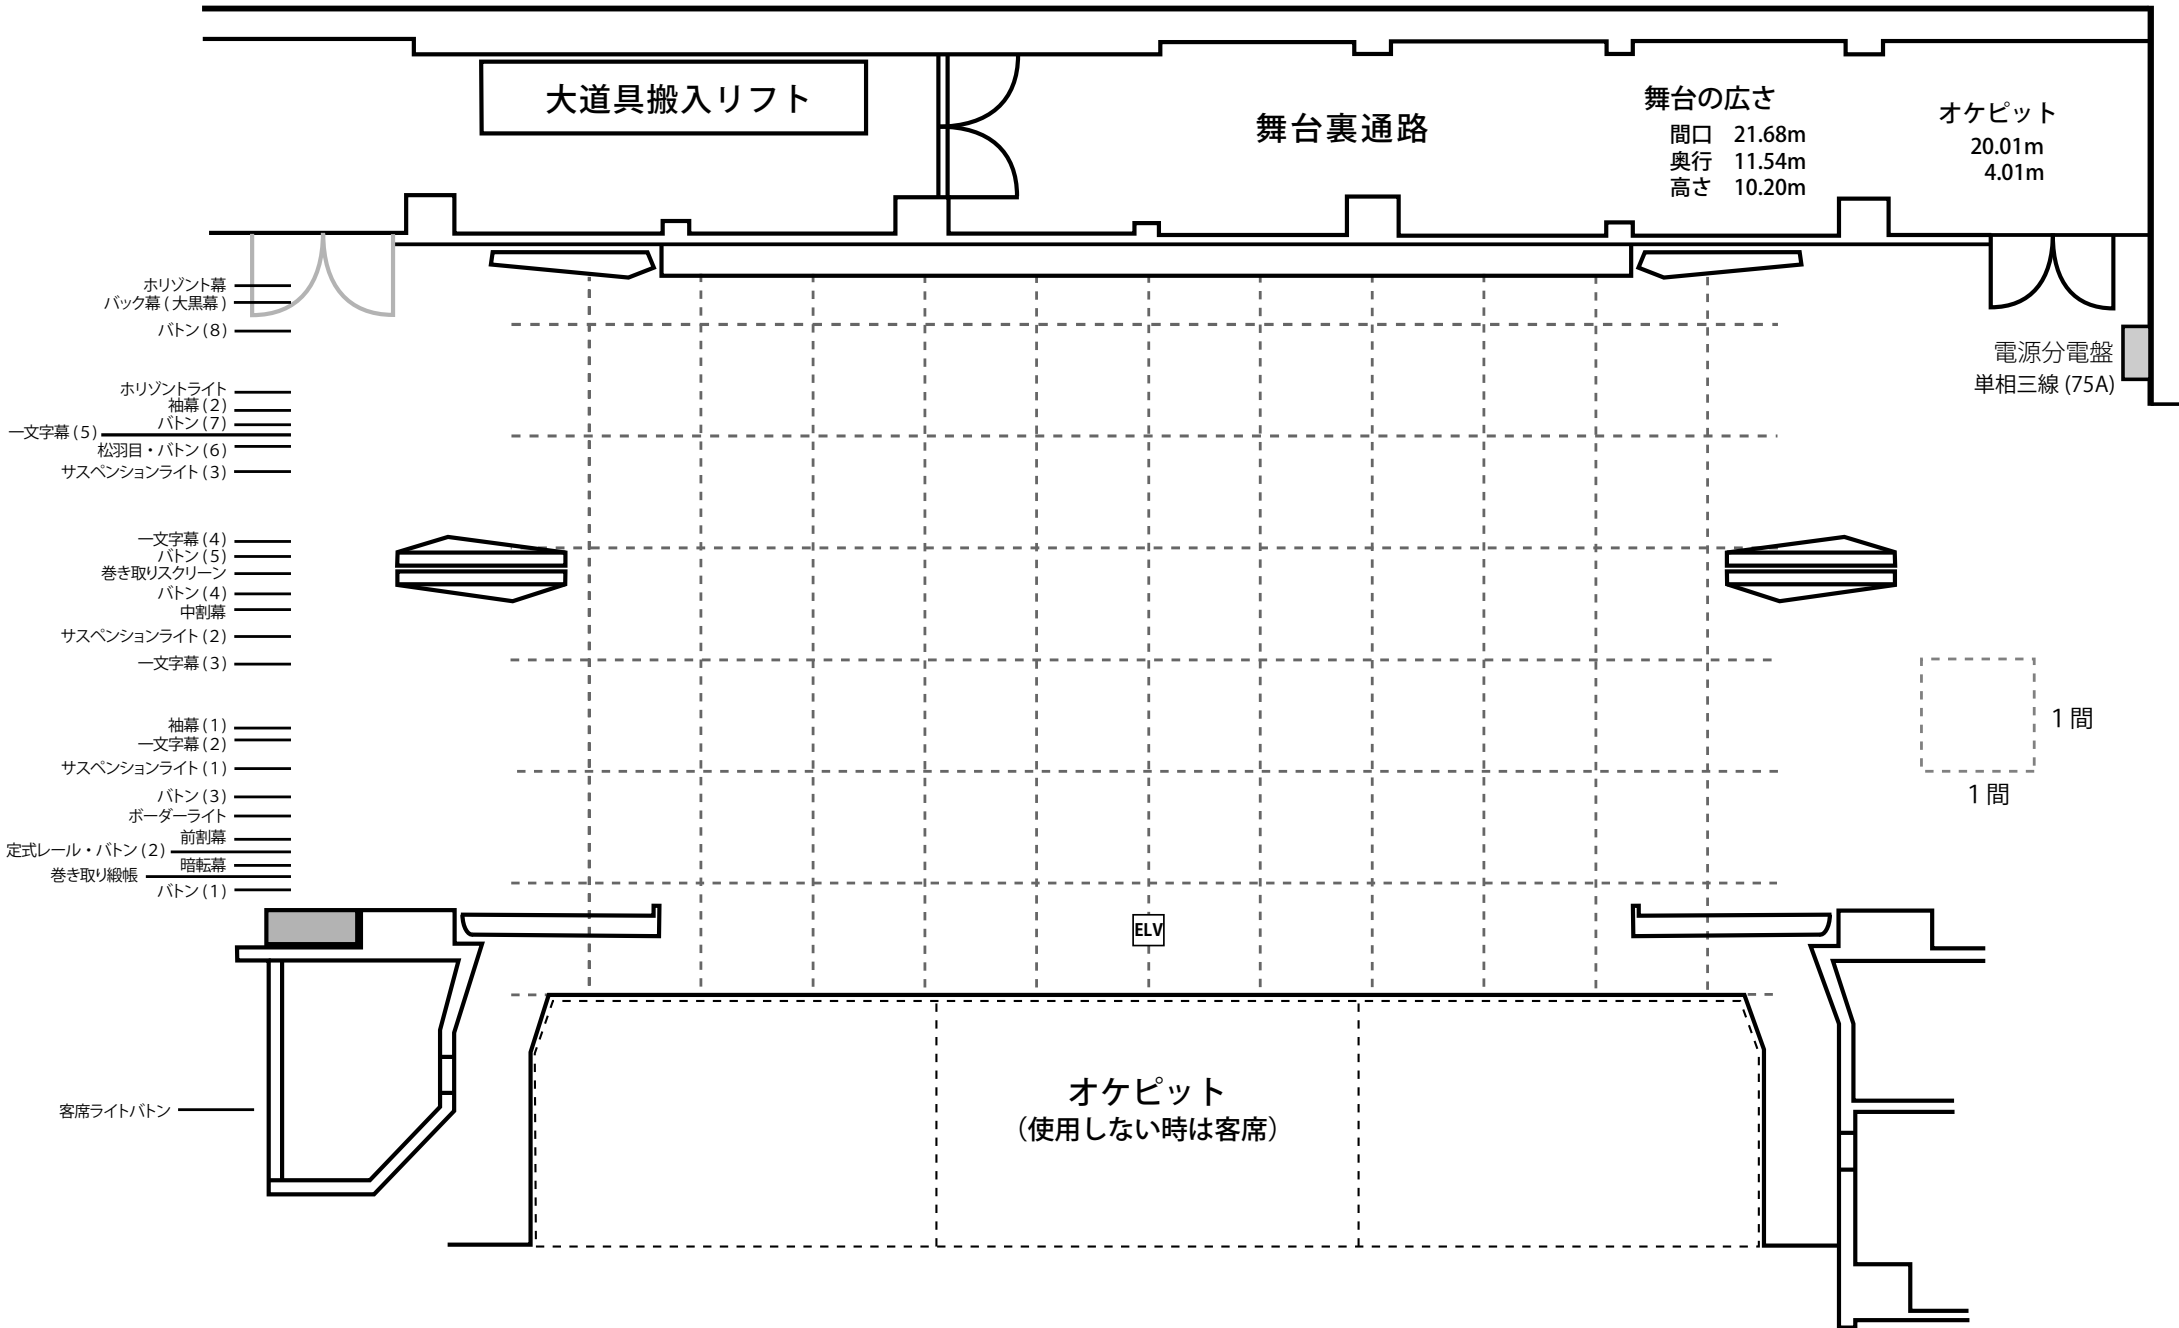 大道具搬入リフト
舞台裏通路
舞台の広さ
間口 21.68m
奥行 11.54m
高さ 10.20m
オケピット
20.01m
4.01m
ホリゾント幕
バック幕(大黒幕)
バトン(8)
ホリゾントライト
袖幕(2)
バトン(7)
一文字幕(5)
松羽目・バトン(6)
サスペンションライト(3)
一文字幕(4)
バトン(5)
巻き取りスクリーン
バトン(4)
中割幕
サスペンションライト(2)
一文字幕(3)
袖幕(1)
一文字幕(2)
サスペンションライト(1)
バトン(3)
ボーダーライト
前割幕
定式レール・バトン(2)
暗転幕
巻き取り緞帳
バトン(1)
客席ライトバトン
電源分電盤
単相三線(75A)
1間
1間
ELV
オケピット
（使用しない時は客席）